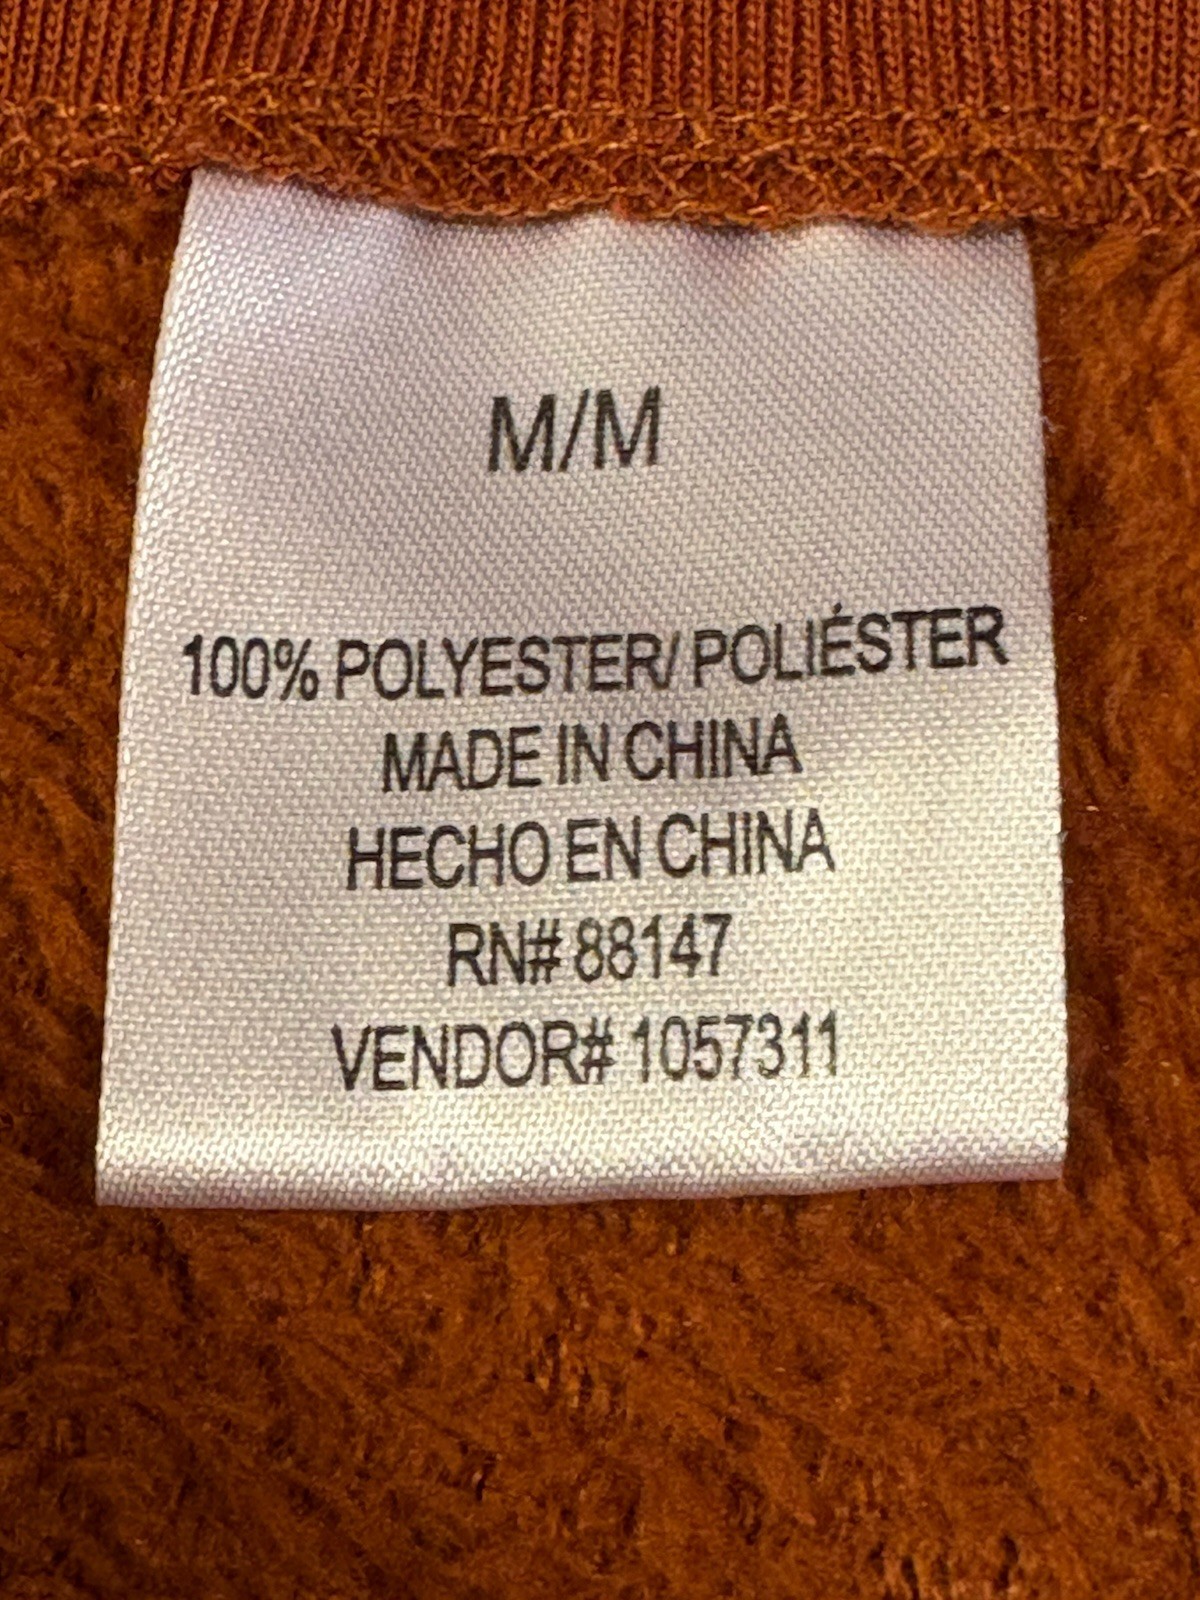 M/M
100% POLYESTER/ POLIÉSTER
MADE IN CHINA
HECHO EN CHINA
RN# 88147
VENDOR# 1057311